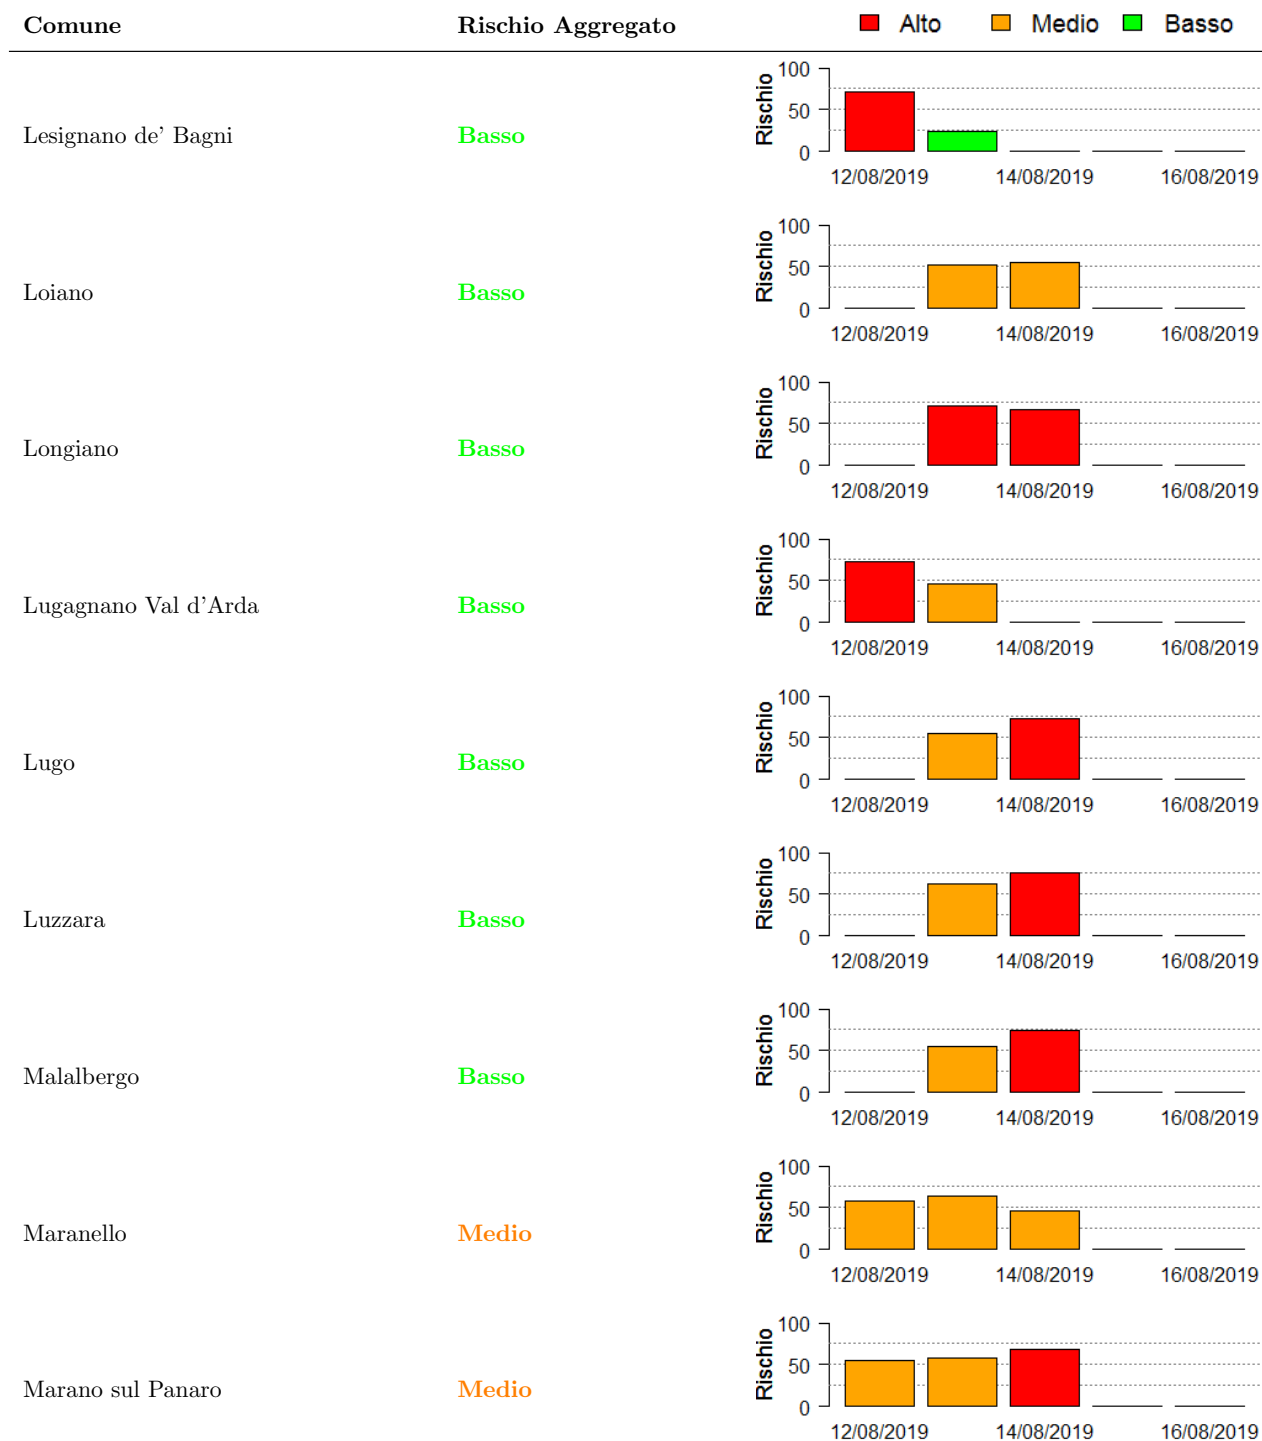 Comune Rischio Aggregato Alto Medio Basso
Lesignano de' Bagni Basso Rischio 100 50 0
12/08/2019 14/08/2019 16/08/2019
Loiano Basso Rischio 100 50 0
12/08/2019 14/08/2019 16/08/2019
Longiano Basso Rischio 100 50 0
12/08/2019 14/08/2019 16/08/2019
Lugagnano Val d'Arda Basso Rischio 100 50 0
12/08/2019 14/08/2019 16/08/2019
Lugo Basso Rischio 100 50 0
12/08/2019 14/08/2019 16/08/2019
Luzzara Basso Rischio 100 50 0
12/08/2019 14/08/2019 16/08/2019
Malalbergo Basso Rischio 100 50 0
12/08/2019 14/08/2019 16/08/2019
Maranello Medio Rischio 100 50 0
12/08/2019 14/08/2019 16/08/2019
Marano sul Panaro Medio Rischio 100 50 0
12/08/2019 14/08/2019 16/08/2019